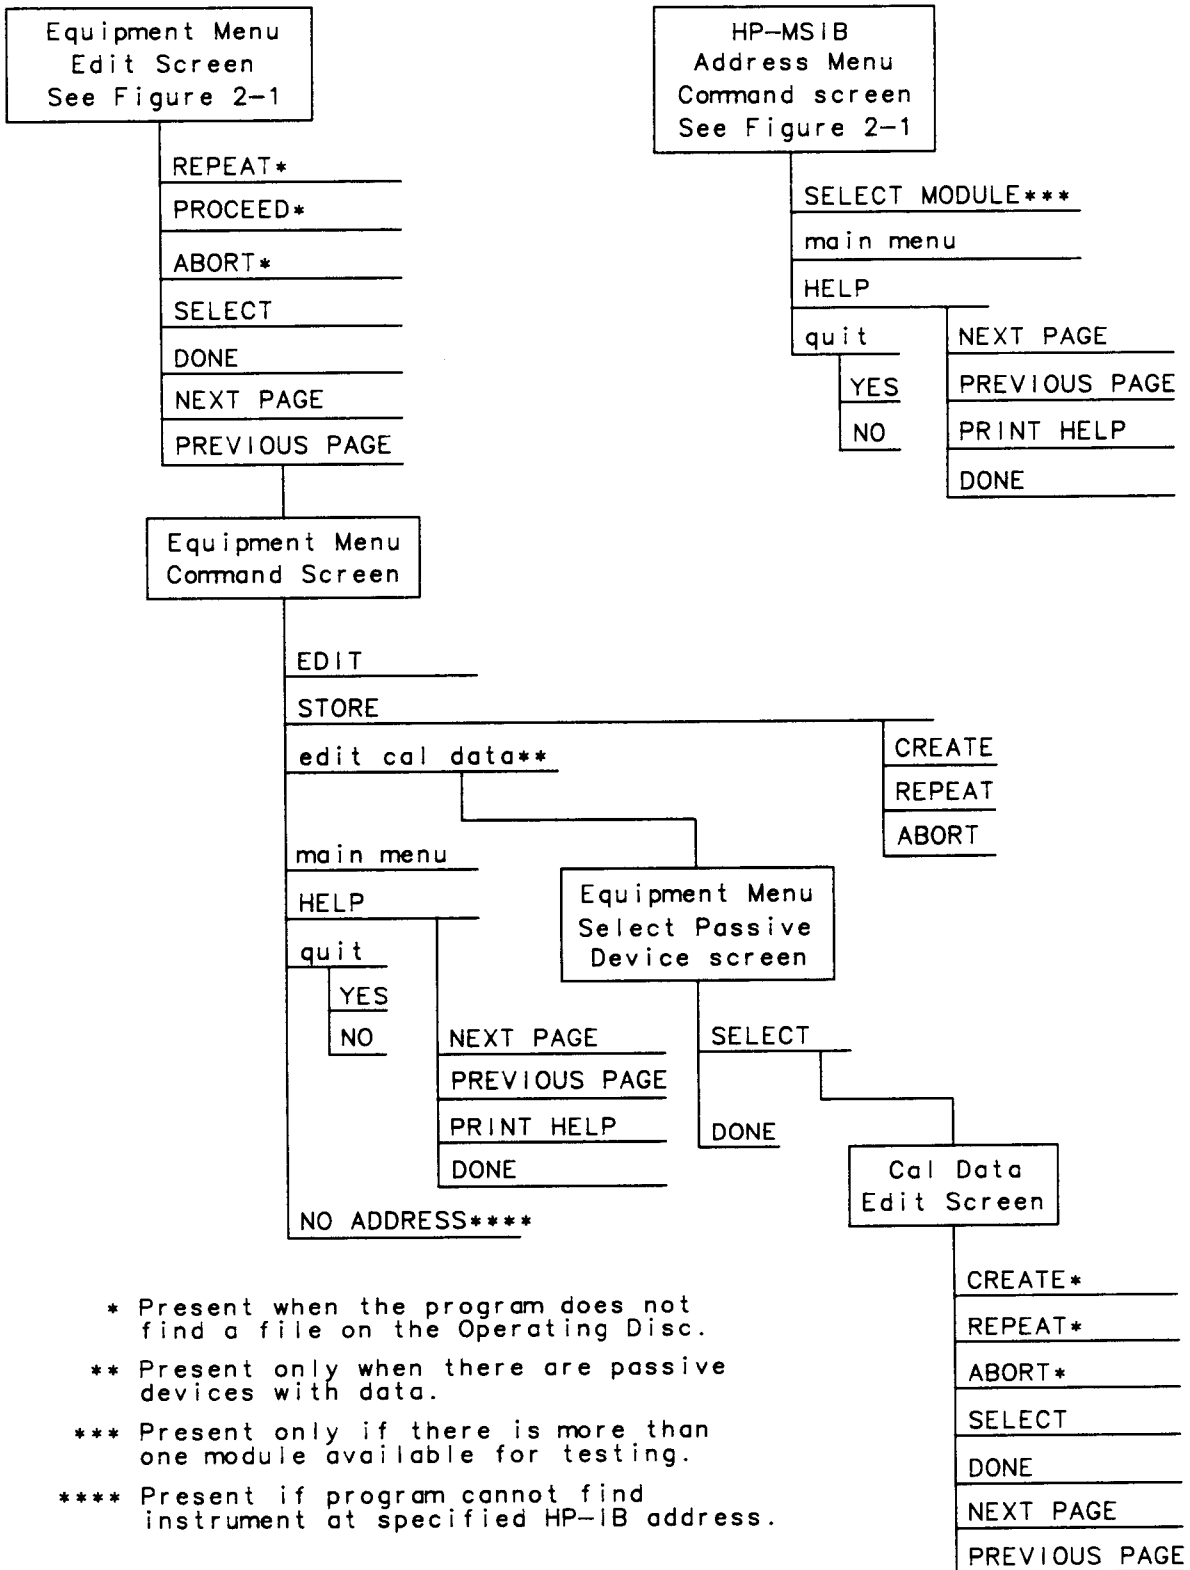 Equipment Menu
Edit Screen
See Figure 2-1
REPEAT*
PROCEED*
ABORT*
SELECT
DONE
NEXT PAGE
PREVIOUS PAGE
HP-MSIB
Address Menu
Command screen
See Figure 2-1
SELECT MODULE***
main menu
HELP
quit
YES
NO
NEXT PAGE
PREVIOUS PAGE
PRINT HELP
DONE
Equipment Menu
Command Screen
EDIT
STORE
CREATE
REPEAT
ABORT
edit cal data**
main menu
HELP
quit
YES
NO
NEXT PAGE
PREVIOUS PAGE
PRINT HELP
DONE
NO ADDRESS****
Equipment Menu
Select Passive
Device screen
SELECT
DONE
Cal Data
Edit Screen
CREATE*
REPEAT*
ABORT*
SELECT
DONE
NEXT PAGE
PREVIOUS PAGE
* Present when the program does not
find a file on the Operating Disc.
** Present only when there are passive
devices with data.
*** Present only if there is more than
one module available for testing.
**** Present if program cannot find
instrument at specified HP-IB address.